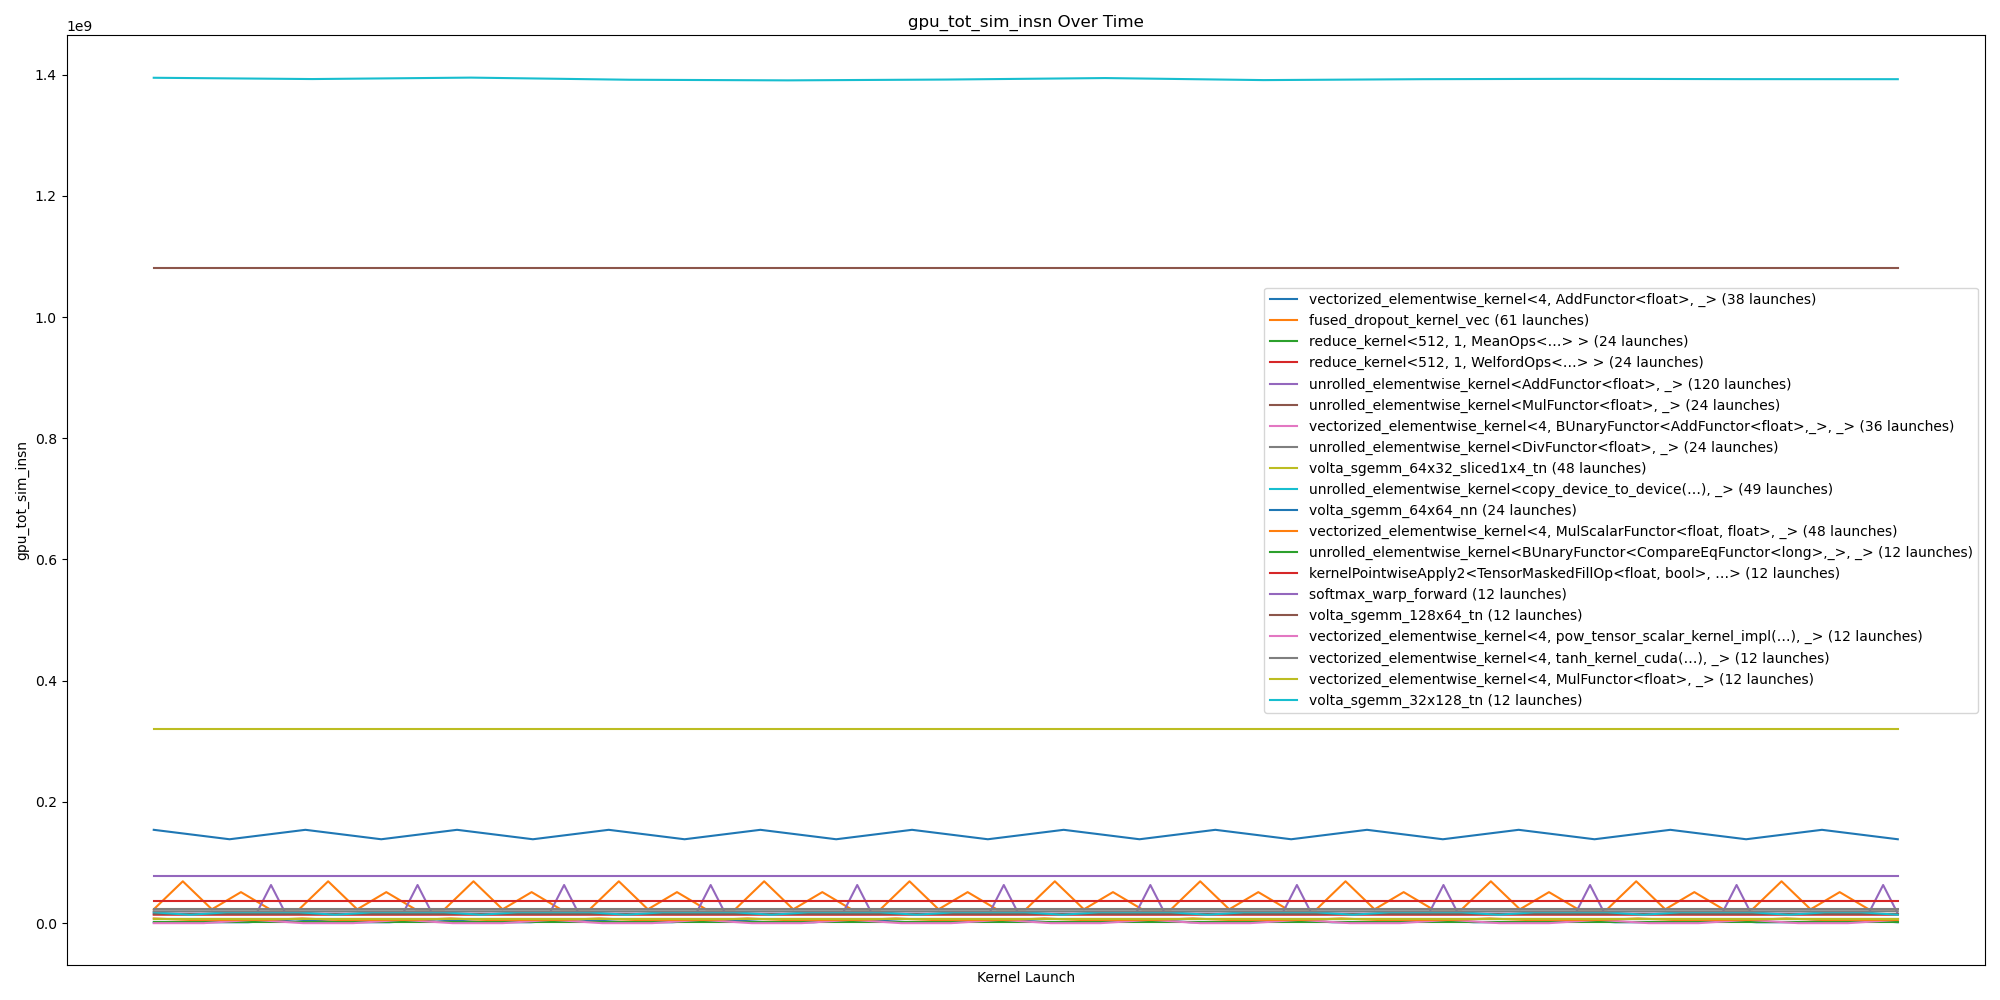 gpu_tot_sim_insn Over Time
1e9
1.4
1.2
1.0
0.8
0.6
0.4
0.2
0.0
gpu_tot_sim_insn
Kernel Launch
vectorized_elementwise_kernel<4, AddFunctor<float>, _> (38 launches)
fused_dropout_kernel_vec (61 launches)
reduce_kernel<512, 1, MeanOps<...> > (24 launches)
reduce_kernel<512, 1, WelfordOps<...> > (24 launches)
unrolled_elementwise_kernel<AddFunctor<float>, _> (120 launches)
unrolled_elementwise_kernel<MulFunctor<float>, _> (24 launches)
vectorized_elementwise_kernel<4, BUnaryFunctor<AddFunctor<float>,_>, _> (36 launches)
unrolled_elementwise_kernel<DivFunctor<float>, _> (24 launches)
volta_sgemm_64x32_sliced1x4_tn (48 launches)
unrolled_elementwise_kernel<copy_device_to_device(...), _> (49 launches)
volta_sgemm_64x64_nn (24 launches)
vectorized_elementwise_kernel<4, MulScalarFunctor<float, float>, _> (48 launches)
unrolled_elementwise_kernel<BUnaryFunctor<CompareEqFunctor<long>,_>, _> (12 launches)
kernelPointwiseApply2<TensorMaskedFillOp<float, bool>, ...> (12 launches)
softmax_warp_forward (12 launches)
volta_sgemm_128x64_tn (12 launches)
vectorized_elementwise_kernel<4, pow_tensor_scalar_kernel_impl(...), _> (12 launches)
vectorized_elementwise_kernel<4, tanh_kernel_cuda(...), _> (12 launches)
vectorized_elementwise_kernel<4, MulFunctor<float>, _> (12 launches)
volta_sgemm_32x128_tn (12 launches)